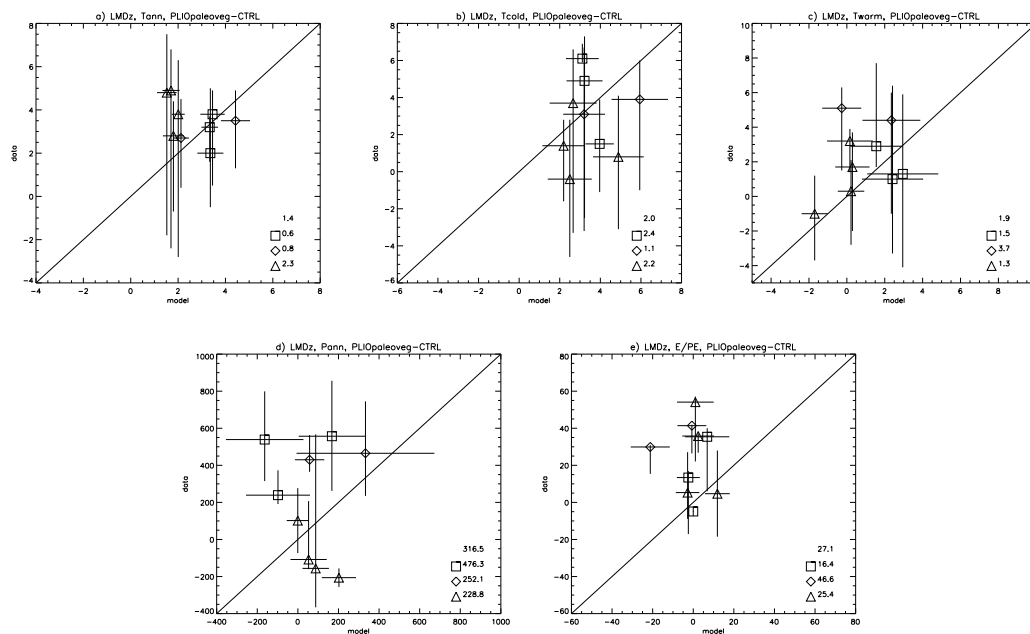 a) LMDz, Tann, PLIOpaleoveg-CTRL
8
6
4
2
0
−2
−4
data
−4 −2 0 2 4 6 8
model
1.4
0.6
0.8
2.3
b) LMDz, Tcold, PLIOpaleoveg-CTRL
8
6
4
2
0
−2
−4
−6
data
−6 −4 −2 0 2 4 6 8
model
2.0
2.4
1.1
2.2
c) LMDz, Twarm, PLIOpaleoveg-CTRL
10
8
6
4
2
0
−2
−4
data
−4 −2 0 2 4 6 8 10
model
1.9
1.5
3.7
1.3
d) LMDz, Pann, PLIOpaleoveg-CTRL
1000
800
600
400
200
0
−200
−400
data
−400 −200 0 200 400 600 800 1000
model
316.5
476.3
252.1
228.8
e) LMDz, E/PE, PLIOpaleoveg-CTRL
80
60
40
20
0
−20
−40
−60
data
−60 −40 −20 0 20 40 60 80
model
27.1
16.4
46.6
25.4